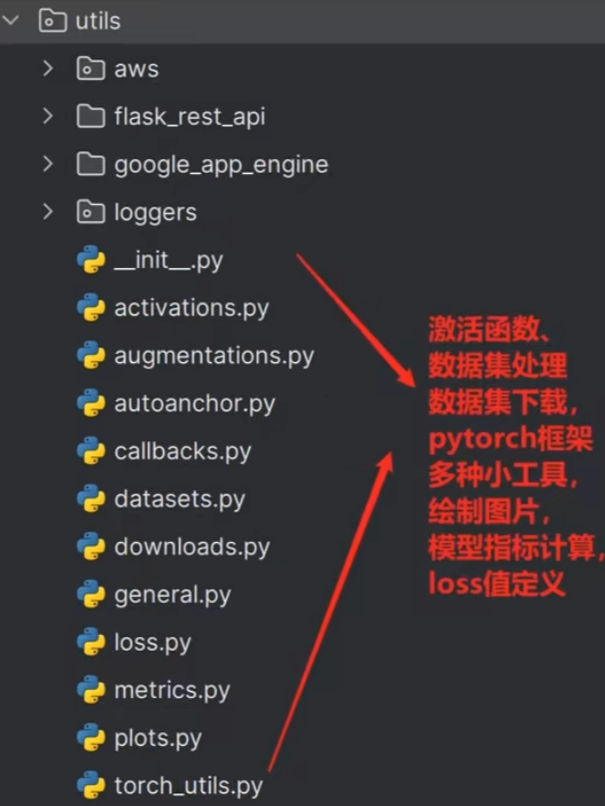 utils
aws
flask_rest_api
google_app_engine
loggers
__init__.py
activations.py
augmentations.py
autoanchor.py
callbacks.py
datasets.py
downloads.py
general.py
loss.py
metrics.py
plots.py
torch_utils.py
激活函数、
数据集处理
数据集下载，
pytorch框架
多种小工具，
绘制图片，
模型指标计算，
loss值定义